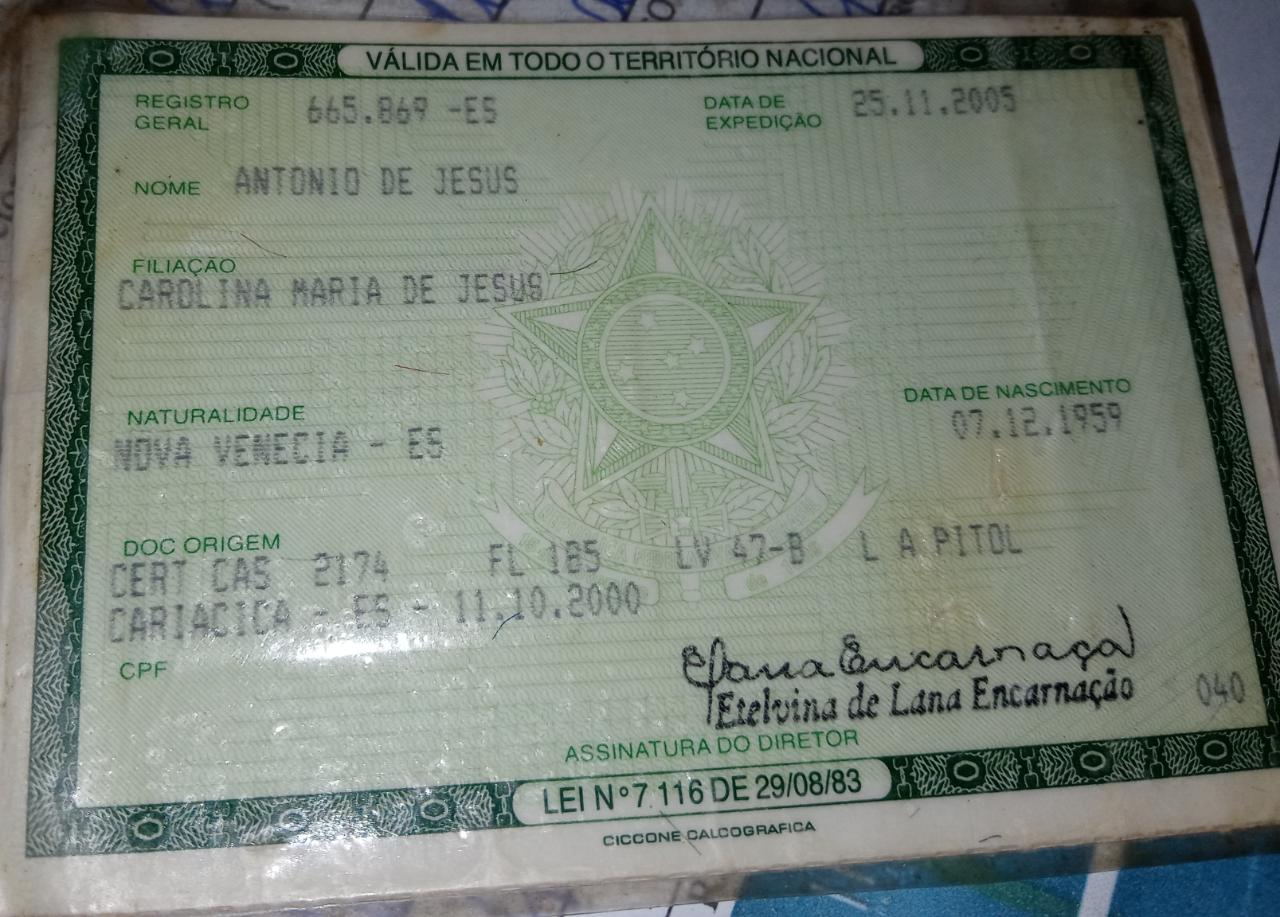 VÁLIDA EM TODO O TERRITÓRIO NACIONAL
REGISTRO GERAL 665.869 -ES DATA DE EXPEDIÇÃO 25.11.2005
NOME ANTONIO DE JESUS
FILIAÇÃO
CAROLINA MARIA DE JESUS
DATA DE NASCIMENTO
NATURALIDADE
07.12.1959
NOVA VENECIA - ES
DOC ORIGEM
CERT CAS 2174 FL 185 LV 47-B L A PITOL
CARIACICA - ES - 11.10.2000
CPF
Etelvina de Lana Encarnação
040
ASSINATURA DO DIRETOR
LEI Nº 7.116 DE 29/08/83
CICCONE CALCOGRAFICA